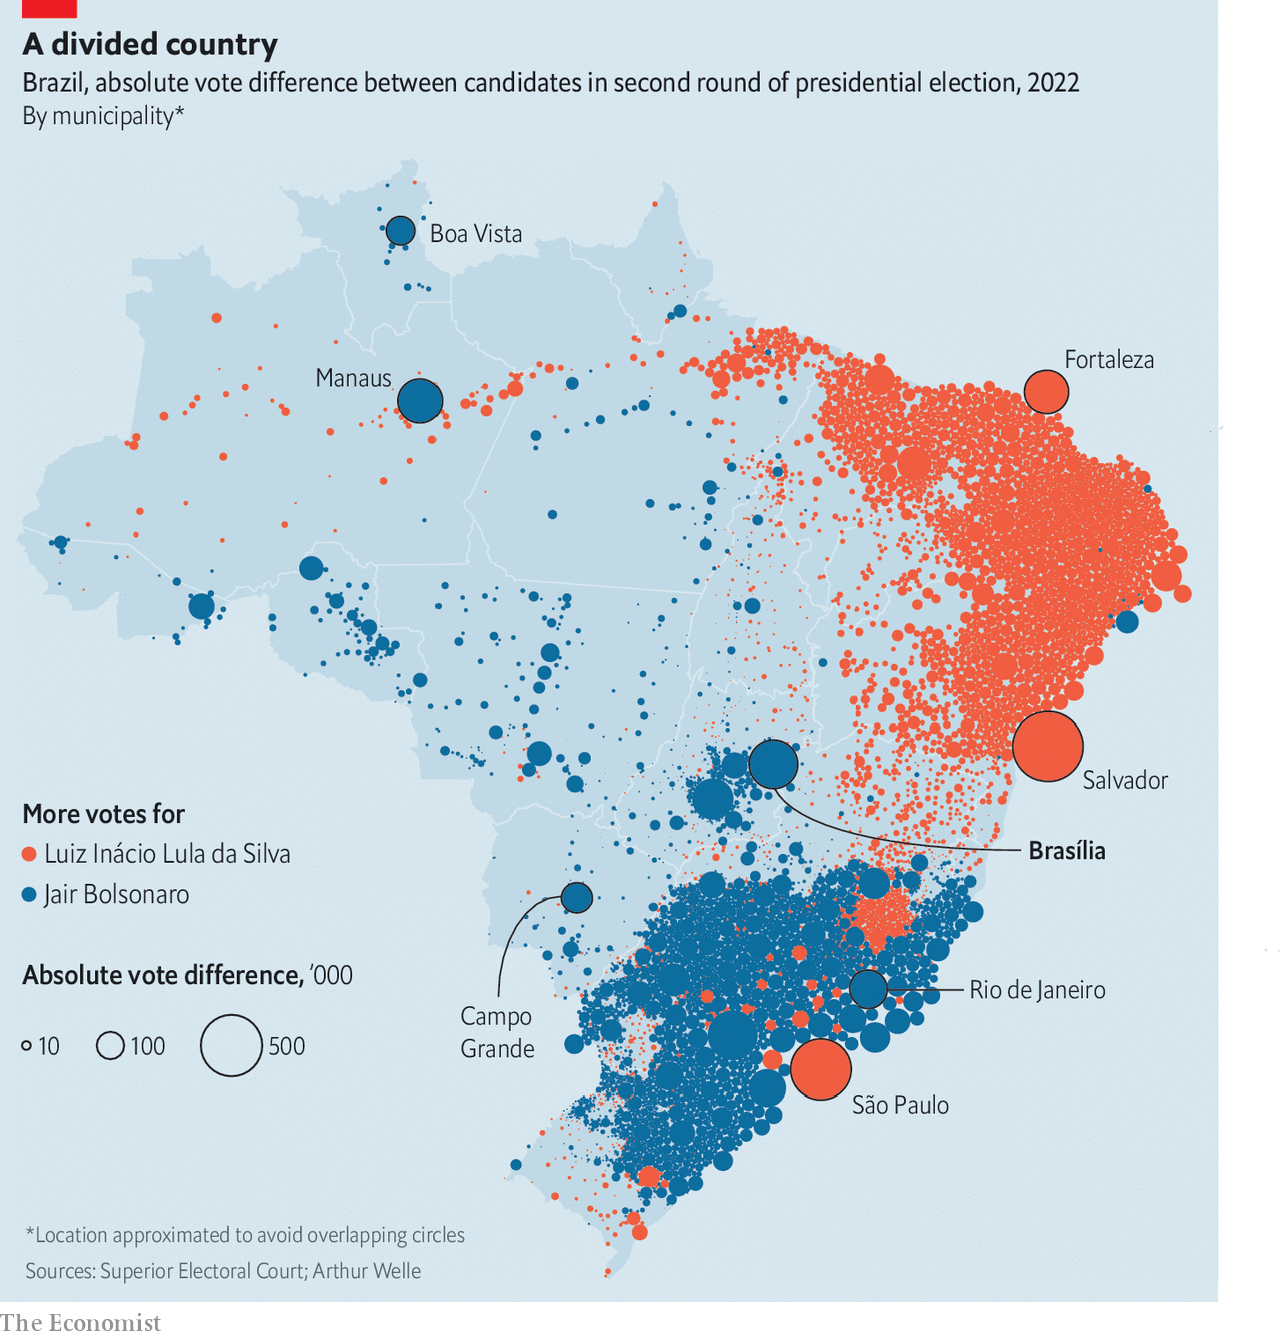 A divided country
Brazil, absolute vote difference between candidates in second round of presidential election, 2022
By municipality*
Boa Vista
Fortaleza
Manaus
Salvador
More votes for
Luiz Inácio Lula da Silva
Jair Bolsonaro
Brasília
Absolute vote difference, ’000
10
100
500
Campo
Grande
Rio de Janeiro
São Paulo
*Location approximated to avoid overlapping circles
Sources: Superior Electoral Court; Arthur Welle
The Economist